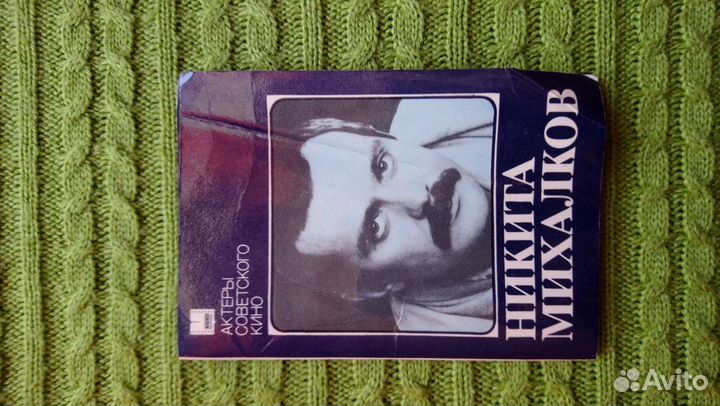 АКТЕРЫ
СОВЕТСКОГО
КИНО
НИКИТА
МИХАЛКОВ
Avito